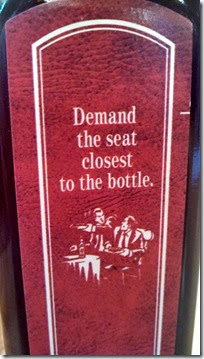 Demand
the seat
closest
to the bottle.